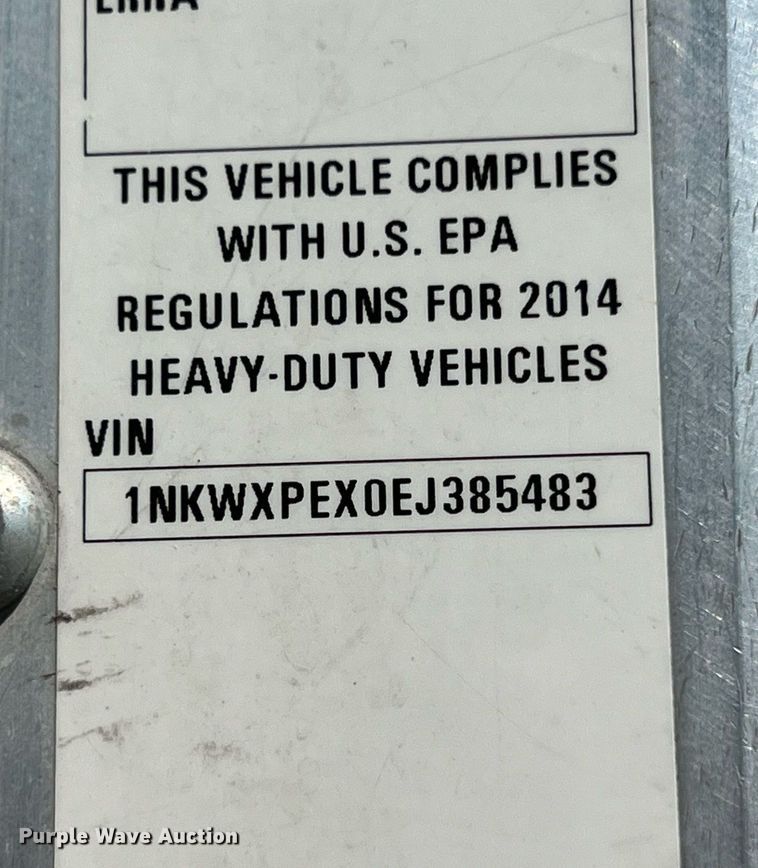 THIS VEHICLE COMPLIES
WITH U.S. EPA
REGULATIONS FOR 2014
HEAVY-DUTY VEHICLES
VIN
1NKWXPEX0EJ385483
Purple Wave Auction